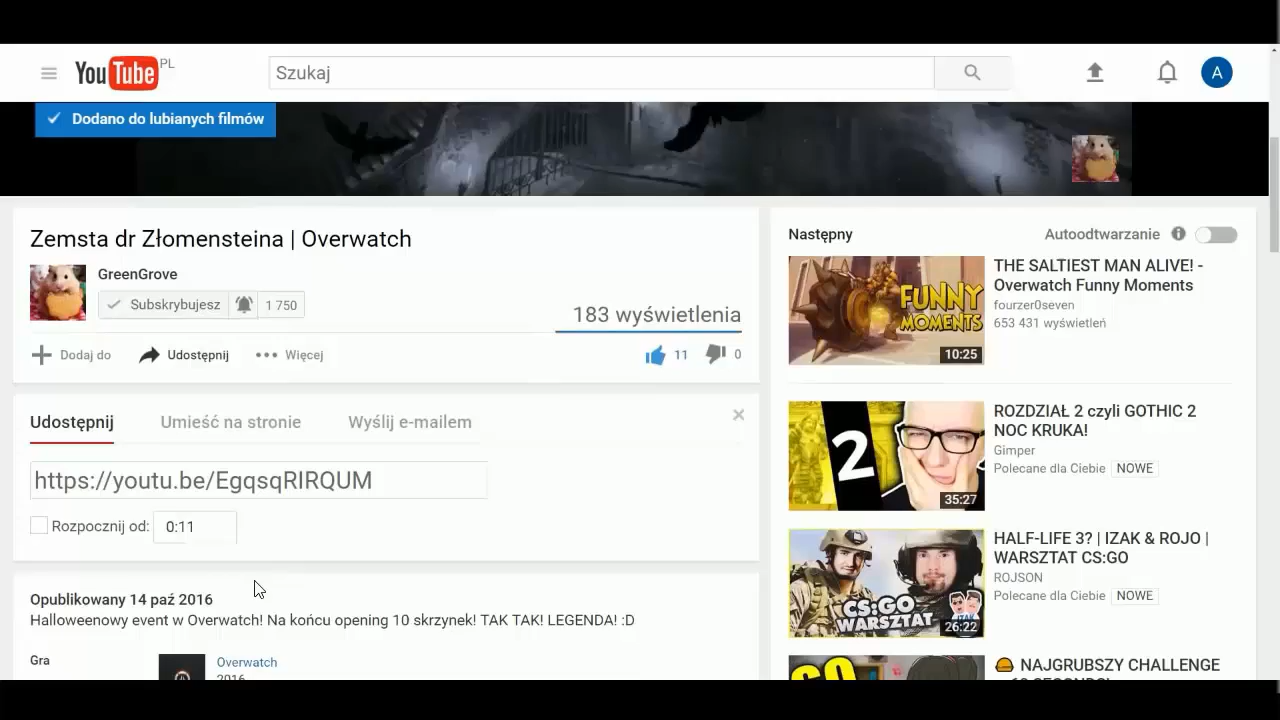 YouTube PL
Szukaj
A
Dodano do lubianych filmów
Zemsta dr Złomensteina | Overwatch
GreenGrove
Subskrybujesz
1 750
183 wyświetlenia
Dodaj do
Udostępnij
Więcej
11
0
Udostępnij
Umieść na stronie
Wyślij e-mailem
https://youtu.be/EgqsqRIRQUM
Rozpocznij od:
0:11
Opublikowany 14 paź 2016
Halloweenowy event w Overwatch! Na końcu opening 10 skrzynek! TAK TAK! LEGENDA! :D
Gra
Overwatch
2016
Następny
Autoodtwarzanie
FUNNY
MOMENTS
10:25
THE SALTIEST MAN ALIVE! -
Overwatch Funny Moments
fourzer0seven
653 431 wyświetleń
2
35:27
ROZDZIAŁ 2 czyli GOTHIC 2
NOC KRUKA!
Gimper
Polecane dla Ciebie
NOWE
CS:GO
WARSZTAT
26:22
HALF-LIFE 3? | IZAK & ROJO |
WARSZTAT CS:GO
ROJSON
Polecane dla Ciebie
NOWE
NAJGRUBSZY CHALLENGE